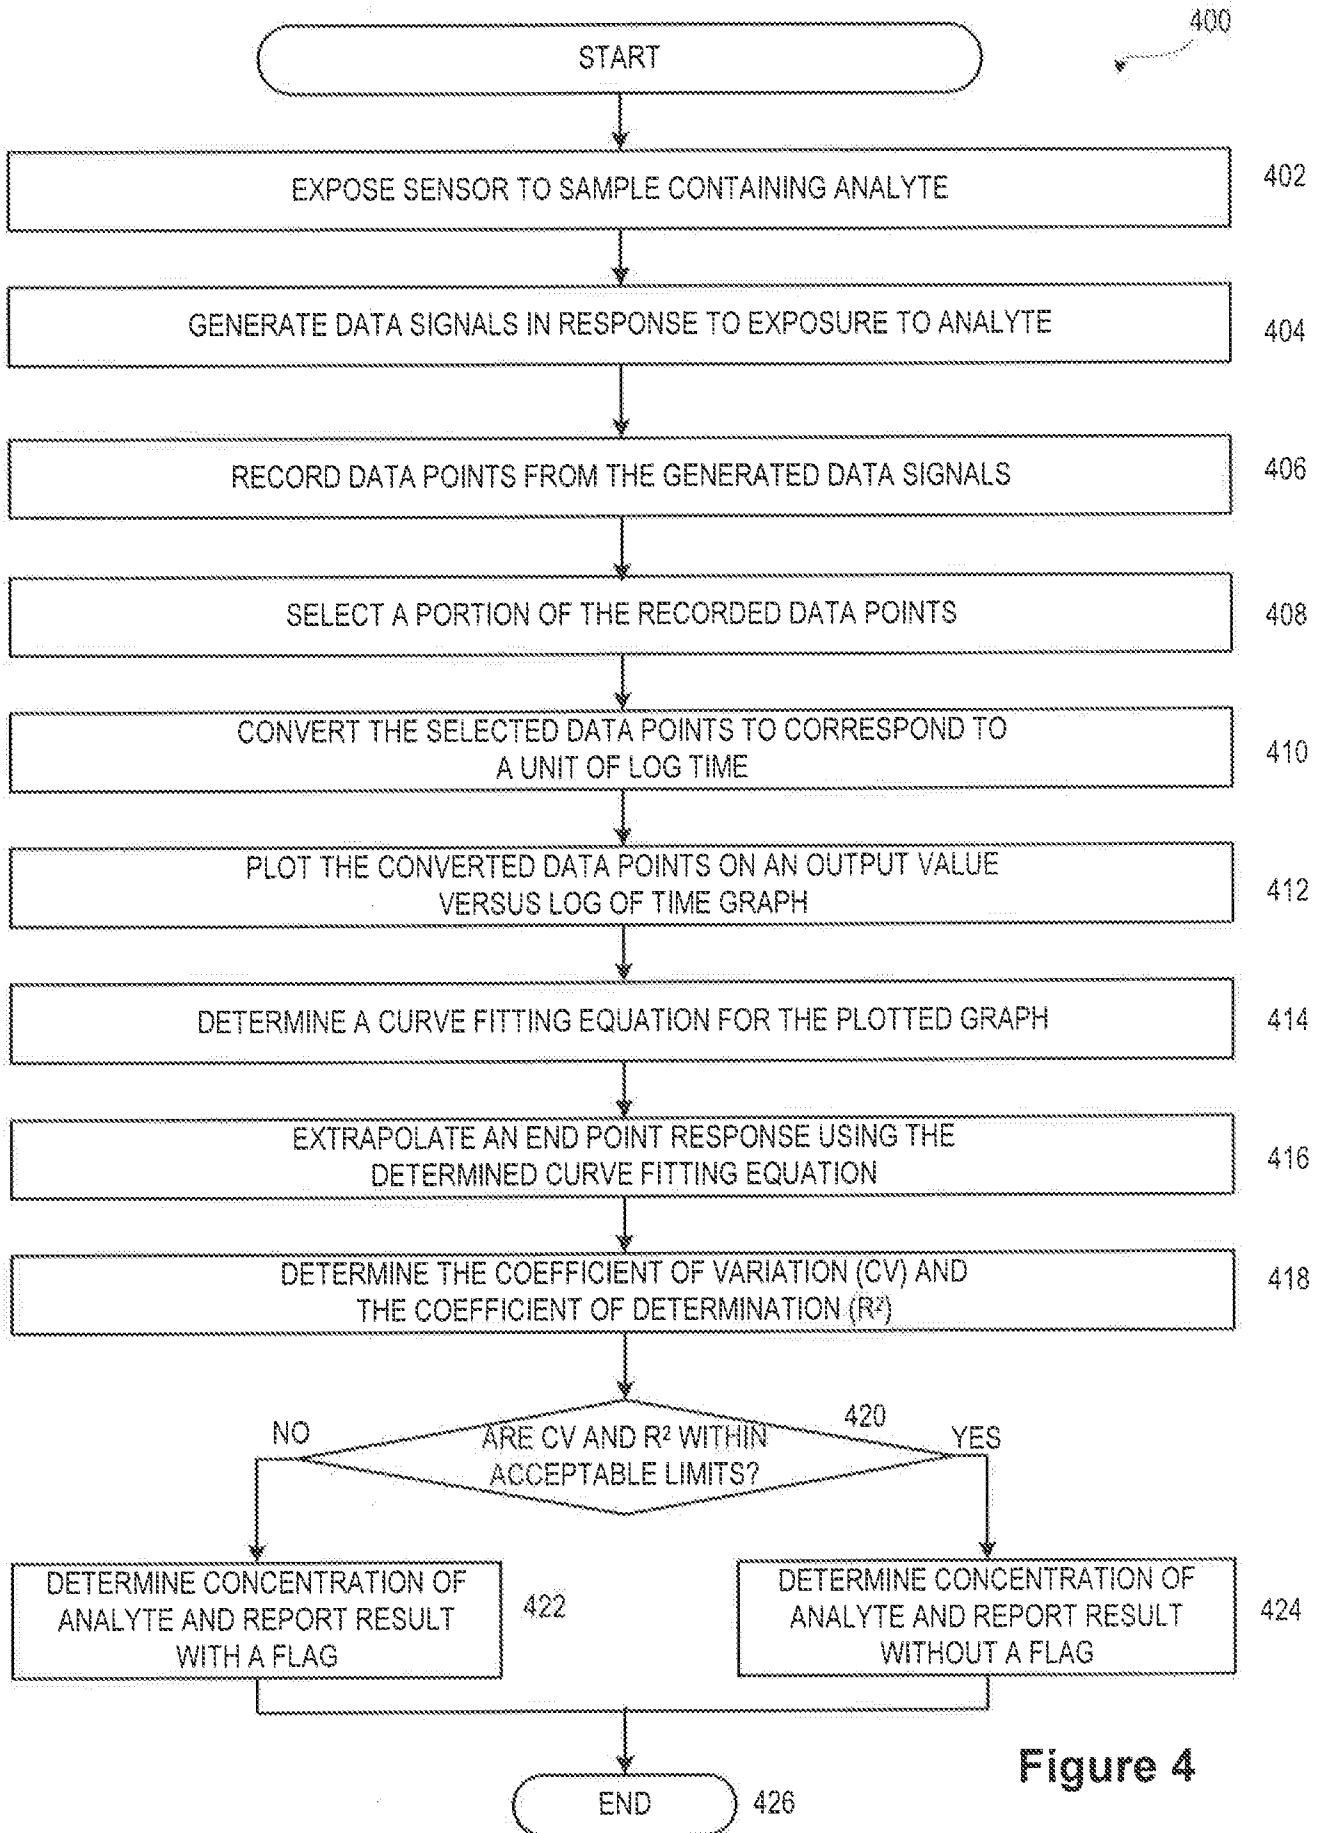 400
START
EXPOSE SENSOR TO SAMPLE CONTAINING ANALYTE
402
GENERATE DATA SIGNALS IN RESPONSE TO EXPOSURE TO ANALYTE
404
RECORD DATA POINTS FROM THE GENERATED DATA SIGNALS
406
SELECT A PORTION OF THE RECORDED DATA POINTS
408
CONVERT THE SELECTED DATA POINTS TO CORRESPOND TO
A UNIT OF LOG TIME
410
PLOT THE CONVERTED DATA POINTS ON AN OUTPUT VALUE
VERSUS LOG OF TIME GRAPH
412
DETERMINE A CURVE FITTING EQUATION FOR THE PLOTTED GRAPH
414
EXTRAPOLATE AN END POINT RESPONSE USING THE
DETERMINED CURVE FITTING EQUATION
416
DETERMINE THE COEFFICIENT OF VARIATION (CV) AND
THE COEFFICIENT OF DETERMINATION (R²)
418
420
NO
ARE CV AND R² WITHIN
ACCEPTABLE LIMITS?
YES
DETERMINE CONCENTRATION OF
ANALYTE AND REPORT RESULT
WITH A FLAG
422
DETERMINE CONCENTRATION OF
ANALYTE AND REPORT RESULT
WITHOUT A FLAG
424
END
426
Figure 4